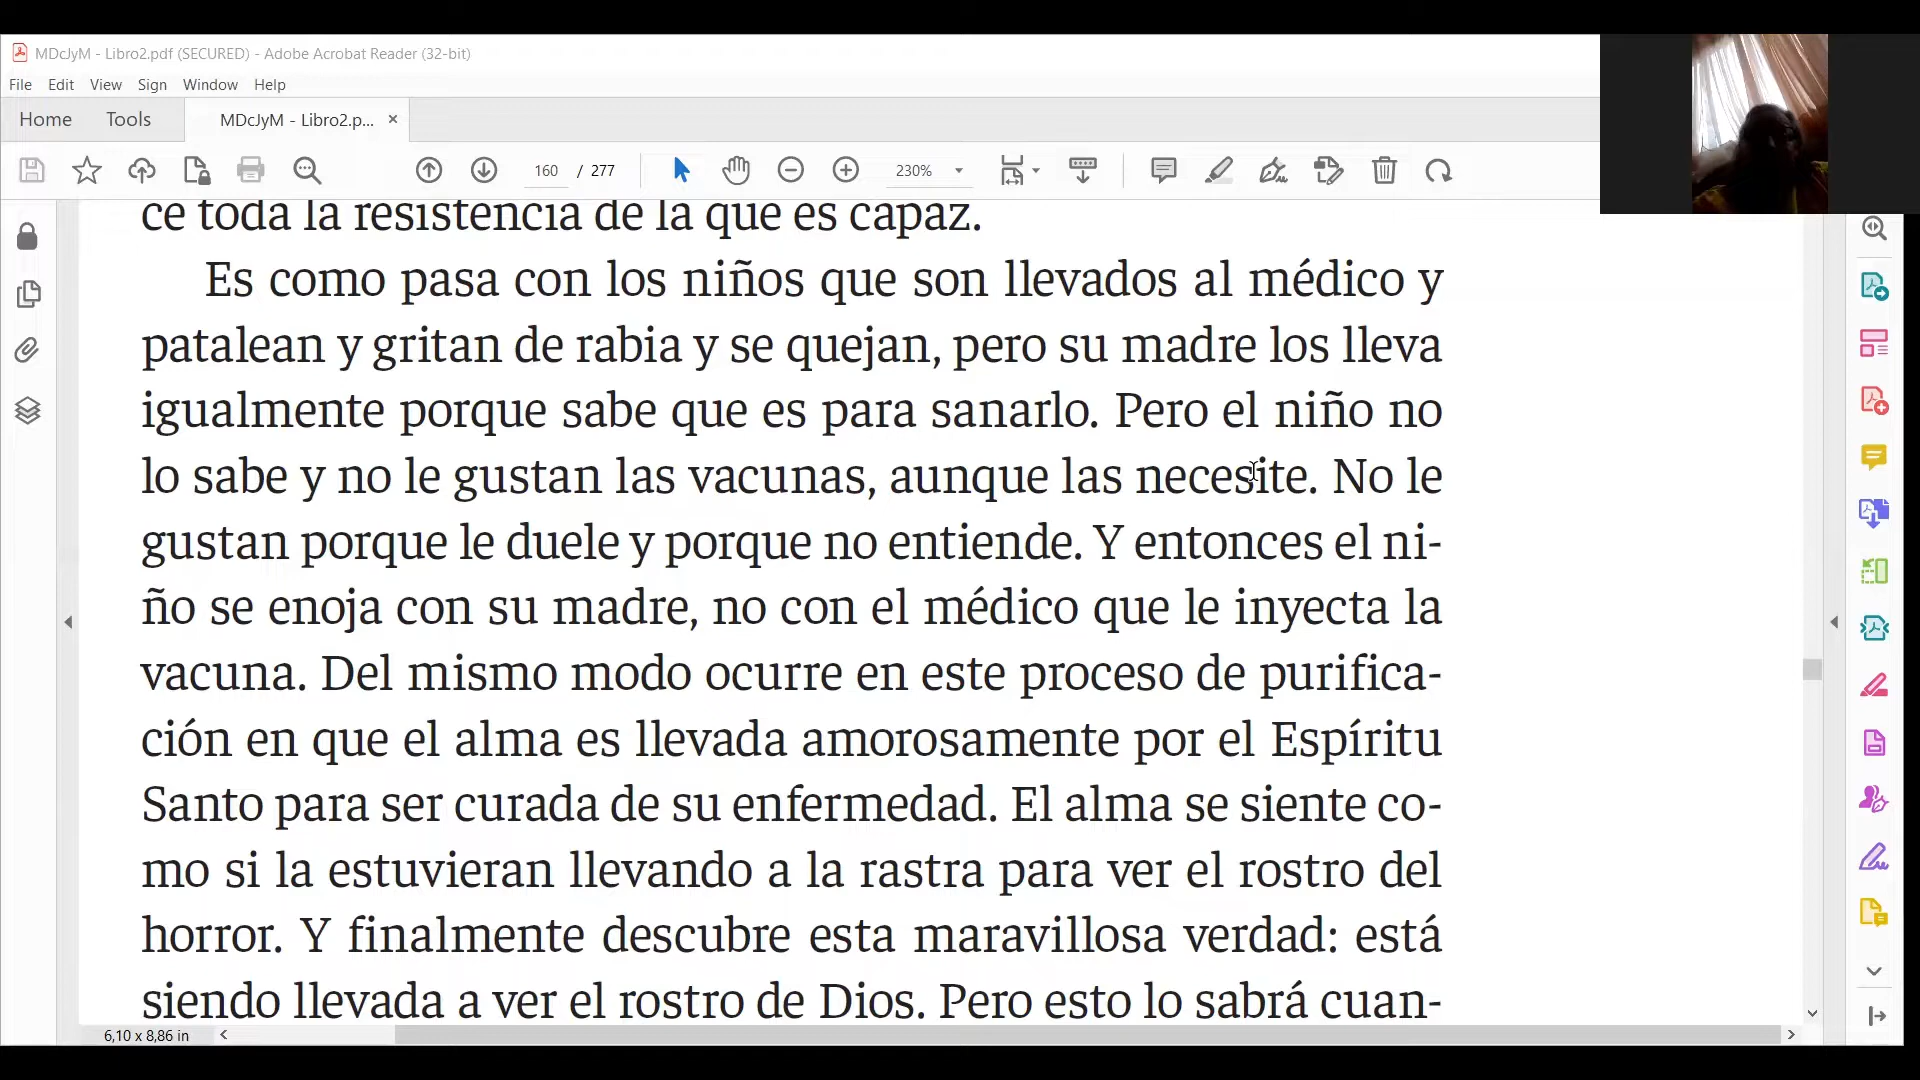 MDcJyM - Libro2.pdf (SECURED) - Adobe Acrobat Reader (32-bit)
File Edit View Sign Window Help
Home Tools MDcJyM - Libro2.p... ×
160 / 277 230%
ce toda la resistencia de la que es capaz.
Es como pasa con los niños que son llevados al médico y
patalean y gritan de rabia y se quejan, pero su madre los lleva
igualmente porque sabe que es para sanarlo. Pero el niño no
lo sabe y no le gustan las vacunas, aunque las necesite. No le
gustan porque le duele y porque no entiende. Y entonces el ni-
ño se enoja con su madre, no con el médico que le inyecta la
vacuna. Del mismo modo ocurre en este proceso de purifica-
ción en que el alma es llevada amorosamente por el Espíritu
Santo para ser curada de su enfermedad. El alma se siente co-
mo si la estuvieran llevando a la rastra para ver el rostro del
horror. Y finalmente descubre esta maravillosa verdad: está
siendo llevada a ver el rostro de Dios. Pero esto lo sabrá cuan-
6,10 x 8,86 in